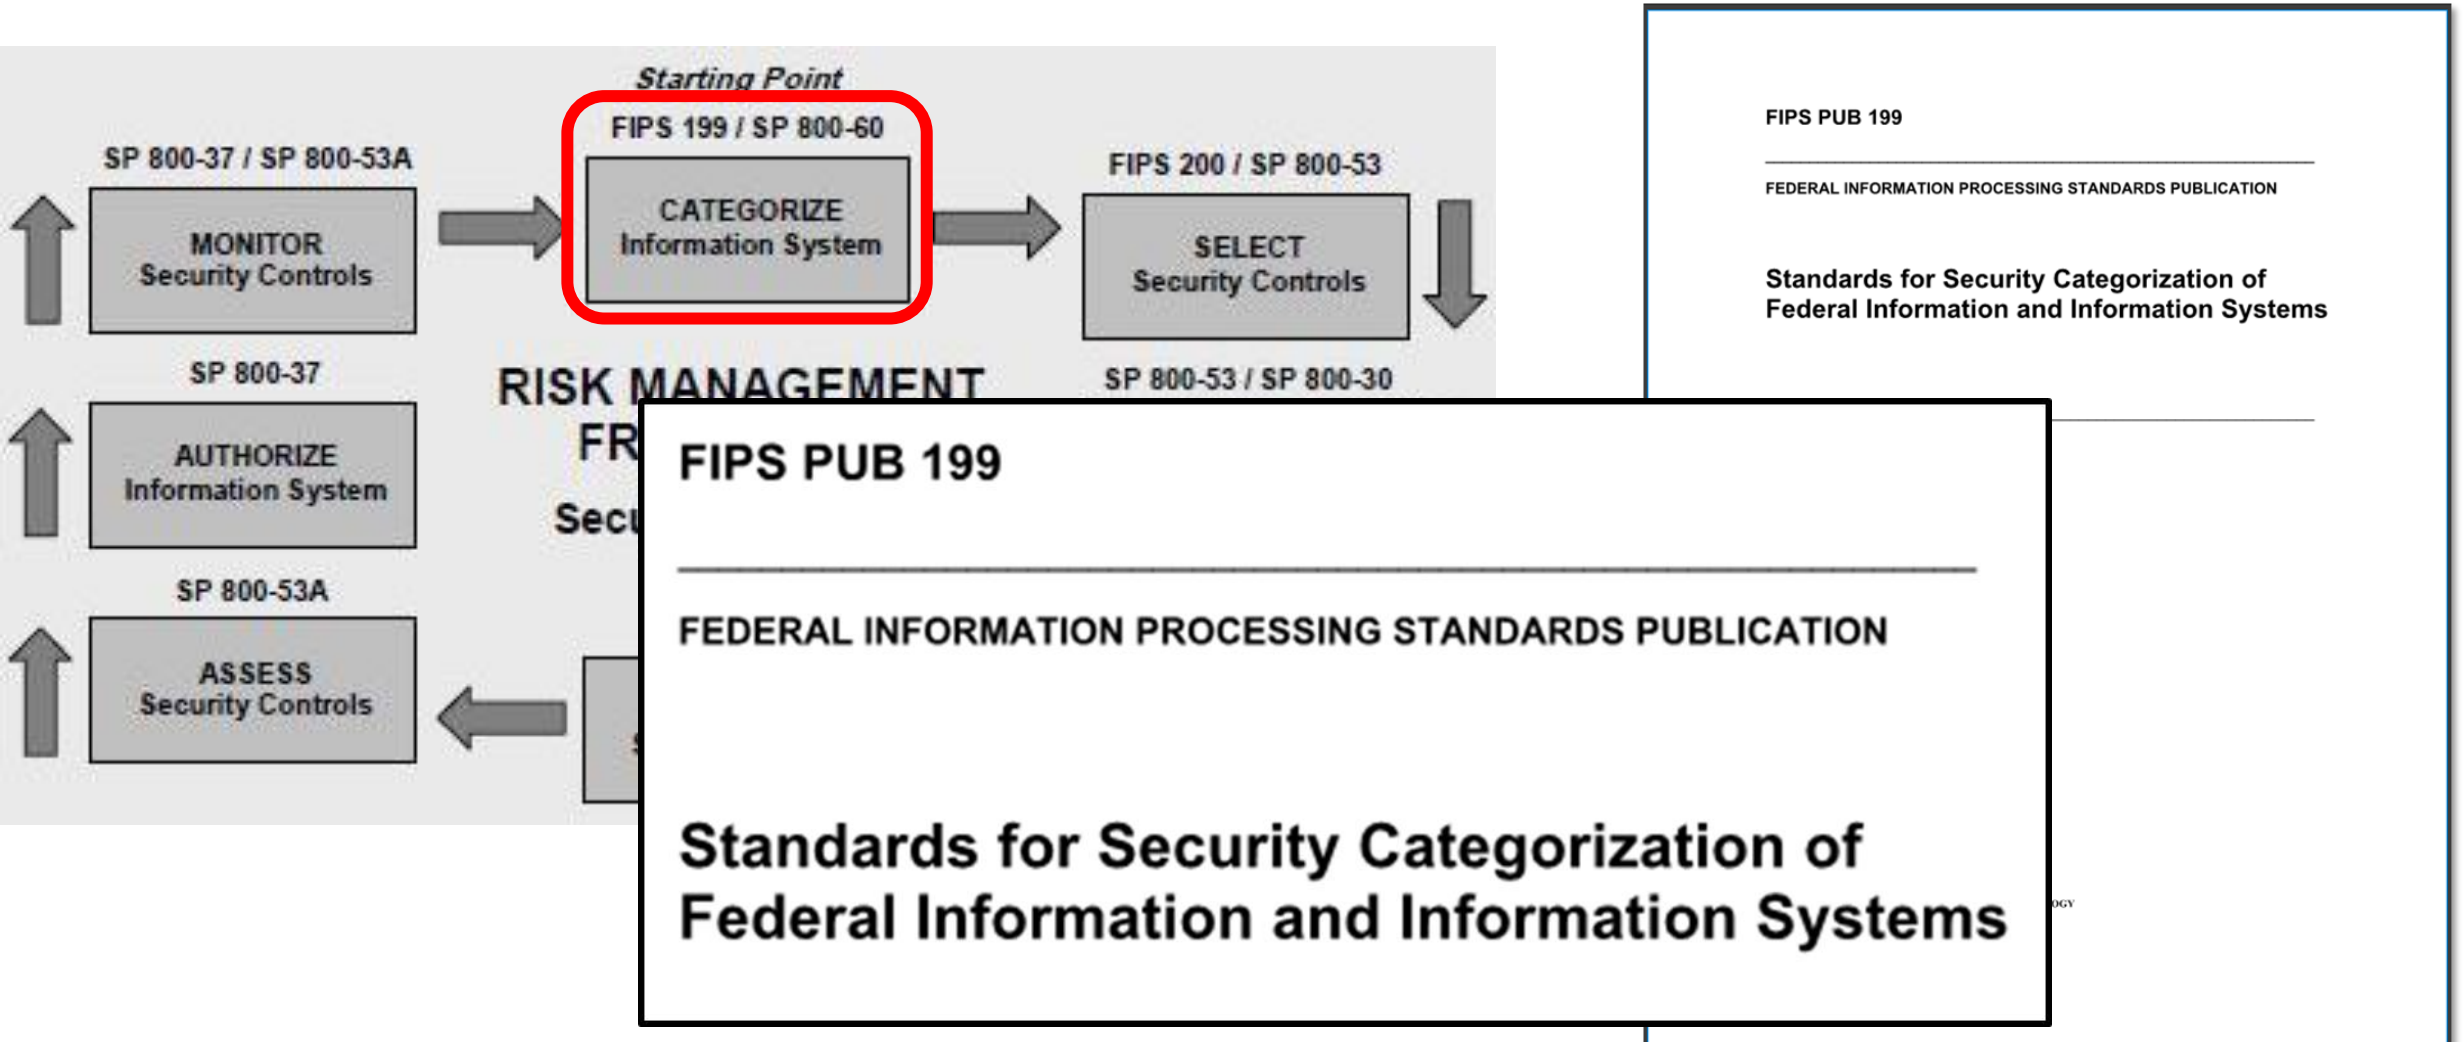 Starting Point
FIPS 199 / SP 800-60
CATEGORIZE
Information System
SP 800-37 / SP 800-53A
MONITOR
Security Controls
FIPS 200 / SP 800-53
SELECT
Security Controls
SP 800-37
AUTHORIZE
Information System
RISK MANAGEMENT
FR
Secu
SP 800-53 / SP 800-30
SP 800-53A
ASSESS
Security Controls
FIPS PUB 199
FEDERAL INFORMATION PROCESSING STANDARDS PUBLICATION
Standards for Security Categorization of
Federal Information and Information Systems
FIPS PUB 199
FEDERAL INFORMATION PROCESSING STANDARDS PUBLICATION
Standards for Security Categorization of
Federal Information and Information Systems
OGY